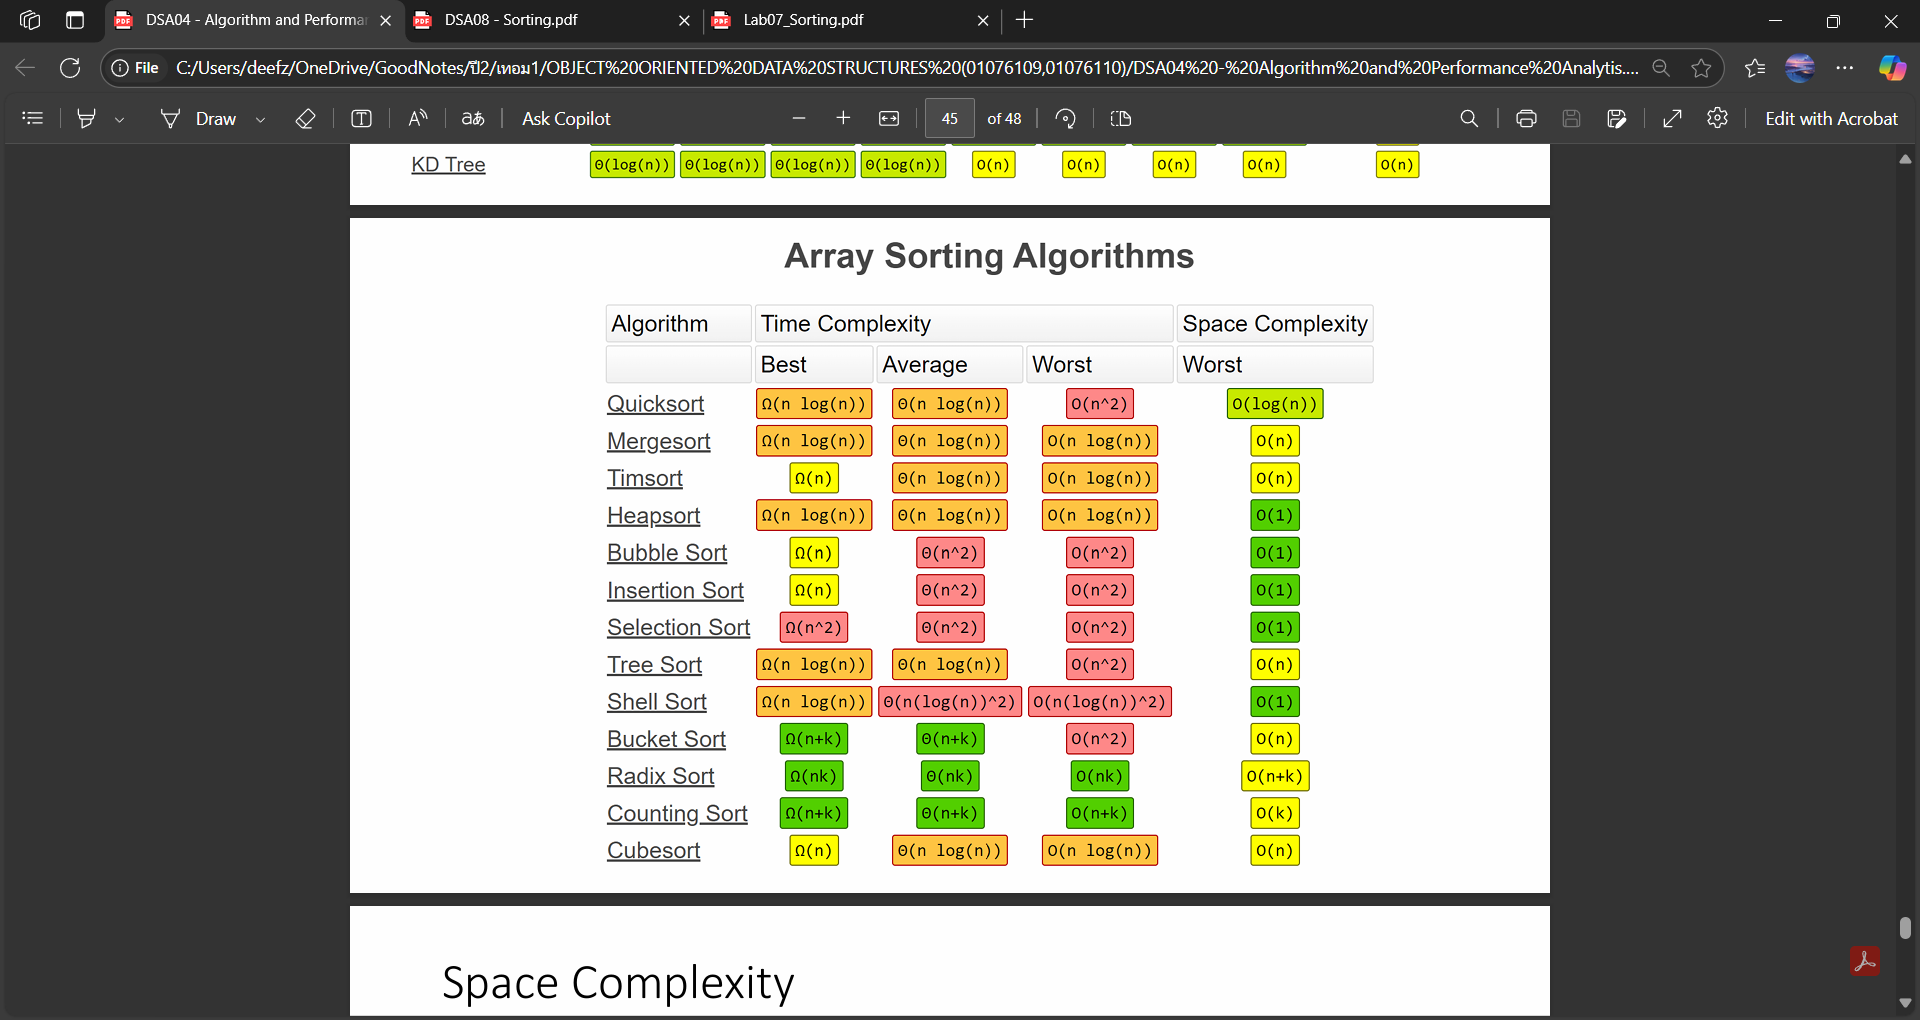 DSA04 - Algorithm and Performa
DSA08 - Sorting.pdf
Lab07_Sorting.pdf
File C:/Users/deefz/OneDrive/GoodNotes/ปี2/เทอม1/OBJECT%20ORIENTED%20DATA%20STRUCTURES%20(01076109,01076110)/DSA04%20-%20Algorithm%20and%20Performance%20Analytis....
Draw aあ Ask Copilot 45 of 48 Edit with Acrobat
KD Tree Θ(log(n)) Θ(log(n)) Θ(log(n)) Θ(log(n)) O(n) O(n) O(n) O(n) O(n)
Array Sorting Algorithms
Algorithm Time Complexity Space Complexity
Best Average Worst Worst
Quicksort Ω(n log(n)) Θ(n log(n)) O(n^2) O(log(n))
Mergesort Ω(n log(n)) Θ(n log(n)) O(n log(n)) O(n)
Timsort Ω(n) Θ(n log(n)) O(n log(n)) O(n)
Heapsort Ω(n log(n)) Θ(n log(n)) O(n log(n)) O(1)
Bubble Sort Ω(n) Θ(n^2) O(n^2) O(1)
Insertion Sort Ω(n) Θ(n^2) O(n^2) O(1)
Selection Sort Ω(n^2) Θ(n^2) O(n^2) O(1)
Tree Sort Ω(n log(n)) Θ(n log(n)) O(n^2) O(n)
Shell Sort Ω(n log(n)) Θ(n(log(n))^2) O(n(log(n))^2) O(1)
Bucket Sort Ω(n+k) Θ(n+k) O(n^2) O(n)
Radix Sort Ω(nk) Θ(nk) O(nk) O(n+k)
Counting Sort Ω(n+k) Θ(n+k) O(n+k) O(k)
Cubesort Ω(n) Θ(n log(n)) O(n log(n)) O(n)
Space Complexity